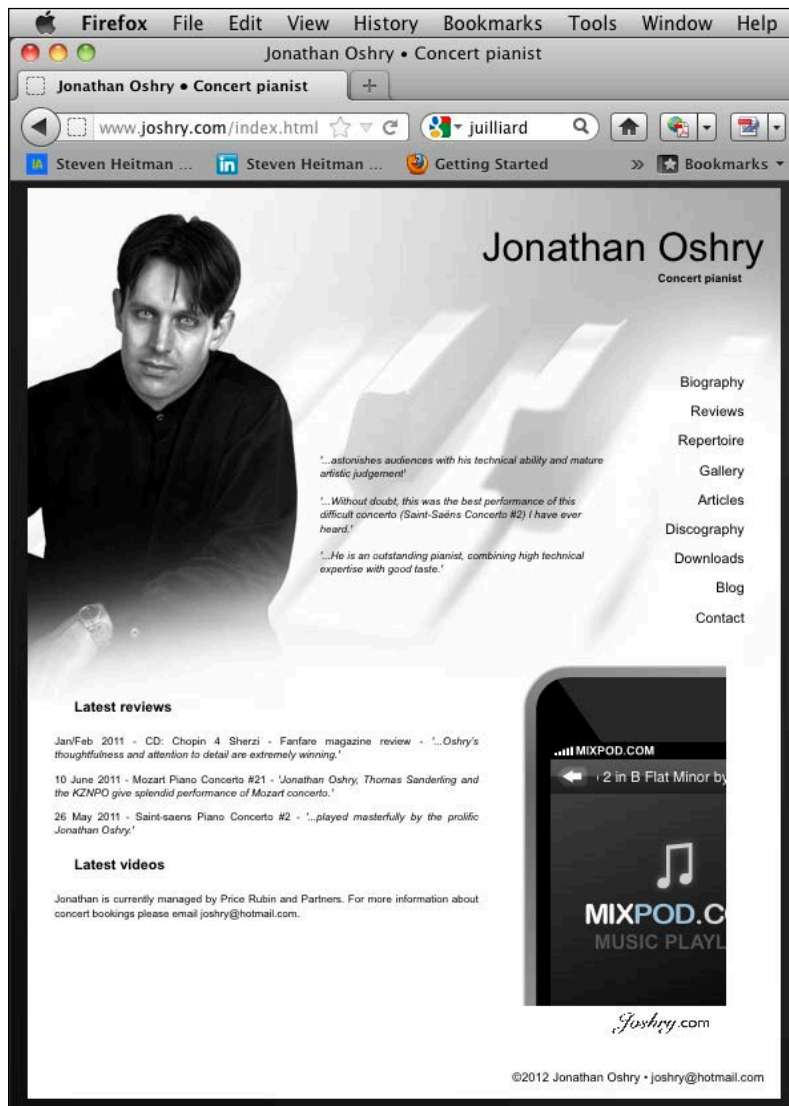 Firefox File Edit View History Bookmarks Tools Window Help
Jonathan Oshry • Concert pianist
Jonathan Oshry • Concert pianist
www.joshry.com/index.html
juilliard
IA Steven Heitman ...
in Steven Heitman ...
Getting Started
» Bookmarks
Jonathan Oshry
Concert pianist
Biography
Reviews
Repertoire
Gallery
Articles
Discography
Downloads
Blog
Contact
'...astonishes audiences with his technical ability and mature
artistic judgement'
'...Without doubt, this was the best performance of this
difficult concerto (Saint-Saëns Concerto #2) I have ever
heard.'
'...He is an outstanding pianist, combining high technical
expertise with good taste.'
Latest reviews
Jan/Feb 2011 - CD: Chopin 4 Sherzi - Fanfare magazine review - '...Oshry's
thoughtfulness and attention to detail are extremely winning.'
10 June 2011 - Mozart Piano Concerto #21 - 'Jonathan Oshry, Thomas Sanderling and
the KZNPO give splendid performance of Mozart concerto.'
26 May 2011 - Saint-saens Piano Concerto #2 - '...played masterfully by the prolific
Jonathan Oshry.'
Latest videos
Jonathan is currently managed by Price Rubin and Partners. For more information about
concert bookings please email joshry@hotmail.com.
MIXPOD.COM
2 in B Flat Minor by
MIXPOD.CO
MUSIC PLAYL
Joshry.com
©2012 Jonathan Oshry • joshry@hotmail.com